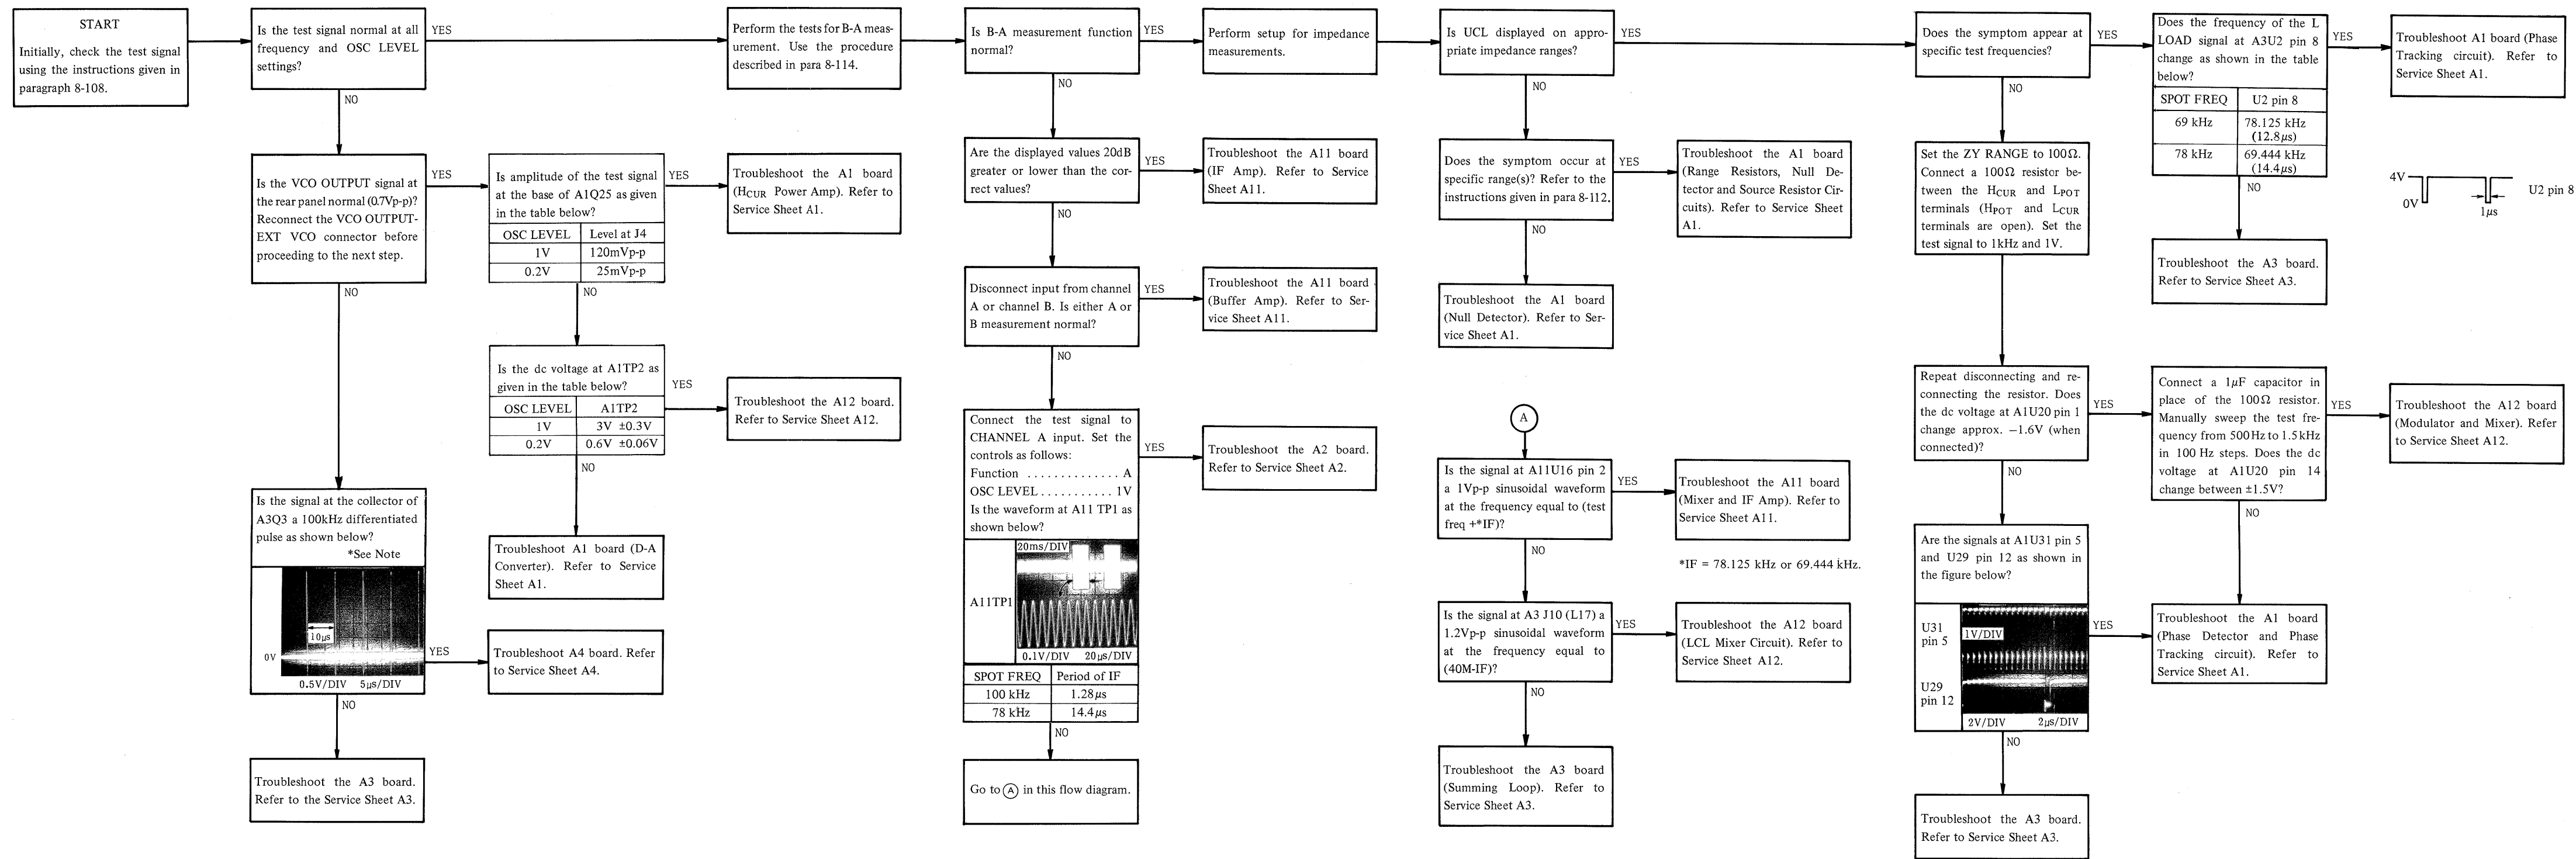 START
Initially, check the test signal
using the instructions given in
paragraph 8-108.
Is the test signal normal at all
frequency and OSC LEVEL
settings?
YES
NO
Is the VCO OUTPUT signal at
the rear panel normal (0.7Vp-p)?
Reconnect the VCO OUTPUT-
EXT VCO connector before
proceeding to the next step.
YES
NO
Is the signal at the collector of
A3Q3 a 100kHz differentiated
pulse as shown below?
*See Note
10µs
0V
0.5V/DIV 5µs/DIV
YES
NO
Troubleshoot the A3 board.
Refer to the Service Sheet A3.
Is amplitude of the test signal
at the base of A1Q25 as given
in the table below?
OSC LEVEL Level at J4
1V 120mVp-p
0.2V 25mVp-p
YES
NO
Is the dc voltage at A1TP2 as
given in the table below?
OSC LEVEL A1TP2
1V 3V ±0.3V
0.2V 0.6V ±0.06V
YES
NO
Troubleshoot A1 board (D-A
Converter). Refer to Service
Sheet A1.
Troubleshoot A4 board. Refer
to Service Sheet A4.
Perform the tests for B-A meas-
urement. Use the procedure
described in para 8-114.
Troubleshoot the A1 board
(HCUR Power Amp). Refer to
Service Sheet A1.
Troubleshoot the A12 board.
Refer to Service Sheet A12.
Is B-A measurement function
normal?
YES
NO
Are the displayed values 20dB
greater or lower than the cor-
rect values?
YES
NO
Disconnect input from channel
A or channel B. Is either A or
B measurement normal?
YES
NO
Connect the test signal to
CHANNEL A input. Set the
controls as follows:
Function .............. A
OSC LEVEL ........... 1V
Is the waveform at A11 TP1 as
shown below?
20ms/DIV
A11TP1
0.1V/DIV 20µs/DIV
SPOT FREQ Period of IF
100 kHz 1.28µs
78 kHz 14.4µs
YES
NO
Go to A in this flow diagram.
Perform setup for impedance
measurements.
Troubleshoot the A11 board
(IF Amp). Refer to Service
Sheet A11.
Troubleshoot the A11 board
(Buffer Amp). Refer to Ser-
vice Sheet A11.
Troubleshoot the A2 board.
Refer to Service Sheet A2.
Is UCL displayed on appro-
priate impedance ranges?
YES
NO
Does the symptom occur at
specific range(s)? Refer to the
instructions given in para 8-112.
YES
NO
Troubleshoot the A1 board
(Null Detector). Refer to Ser-
vice Sheet A1.
Troubleshoot the A1 board
(Range Resistors, Null De-
tector and Source Resistor Cir-
cuits). Refer to Service Sheet
A1.
A
Is the signal at A11U16 pin 2
a 1Vp-p sinusoidal waveform
at the frequency equal to (test
freq +*IF)?
YES
NO
Troubleshoot the A11 board
(Mixer and IF Amp). Refer to
Service Sheet A11.
*IF = 78.125 kHz or 69.444 kHz.
Is the signal at A3 J10 (L17) a
1.2Vp-p sinusoidal waveform
at the frequency equal to
(40M-IF)?
YES
NO
Troubleshoot the A12 board
(LCL Mixer Circuit). Refer to
Service Sheet A12.
Troubleshoot the A3 board
(Summing Loop). Refer to
Service Sheet A3.
Does the symptom appear at
specific test frequencies?
YES
NO
Set the ZY RANGE to 100Ω.
Connect a 100Ω resistor be-
tween the HCUR and LPOT
terminals (HPOT and LCUR
terminals are open). Set the
test signal to 1kHz and 1V.
Repeat disconnecting and re-
connecting the resistor. Does
the dc voltage at A1U20 pin 1
change approx. −1.6V (when
connected)?
YES
NO
Are the signals at A1U31 pin 5
and U29 pin 12 as shown in
the figure below?
U31
pin 5
1V/DIV
U29
pin 12
2V/DIV 2µs/DIV
YES
NO
Troubleshoot the A3 board.
Refer to Service Sheet A3.
Does the frequency of the L
LOAD signal at A3U2 pin 8
change as shown in the table
below?
SPOT FREQ U2 pin 8
69 kHz 78.125 kHz
(12.8µs)
78 kHz 69.444 kHz
(14.4µs)
YES
NO
Troubleshoot the A3 board.
Refer to Service Sheet A3.
Connect a 1µF capacitor in
place of the 100Ω resistor.
Manually sweep the test fre-
quency from 500Hz to 1.5kHz
in 100 Hz steps. Does the dc
voltage at A1U20 pin 14
change between ±1.5V?
YES
NO
Troubleshoot the A1 board
(Phase Detector and Phase
Tracking circuit). Refer to
Service Sheet A1.
Troubleshoot A1 board (Phase
Tracking circuit). Refer to
Service Sheet A1.
4V
0V
1µs
U2 pin 8
Troubleshoot the A12 board
(Modulator and Mixer). Refer
to Service Sheet A12.